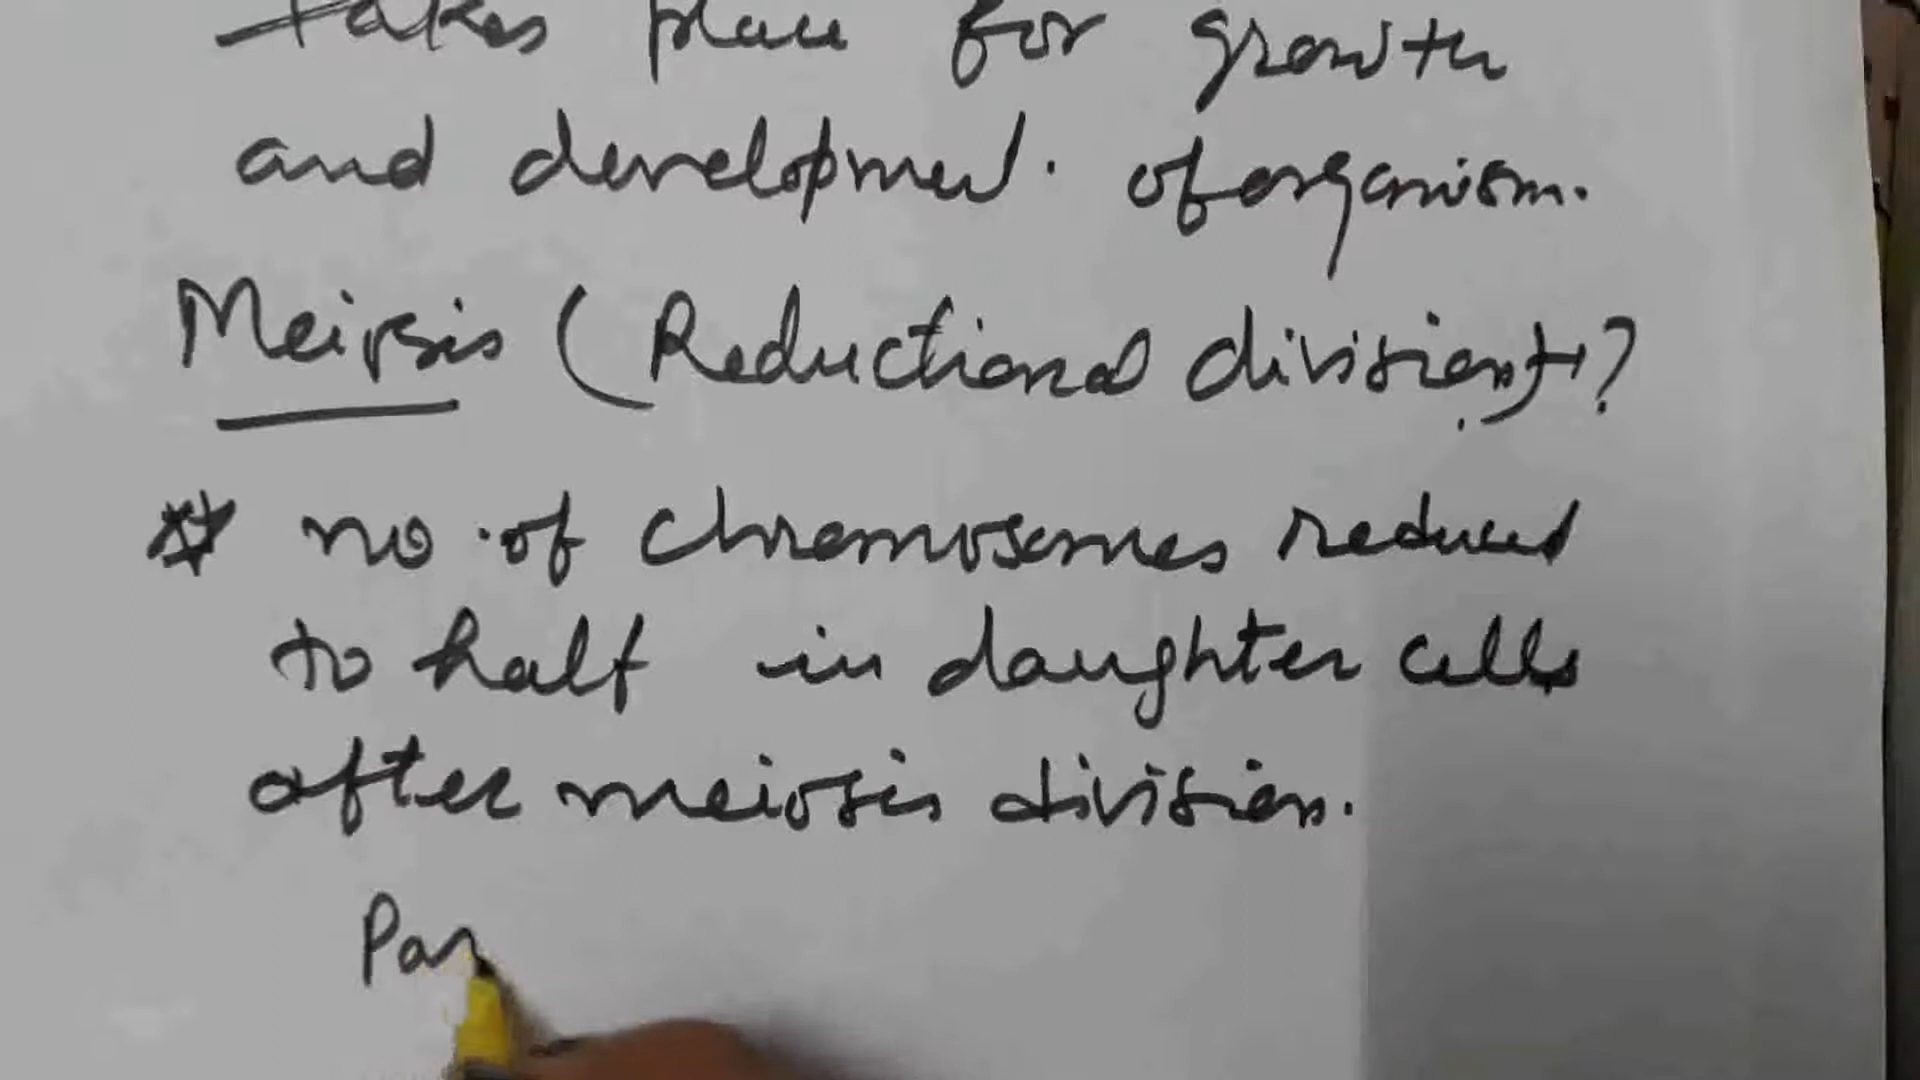 takes place for growth
and developmen. of organism.
Meiosis (Reductional division)→?
* no. of chromosomes reduced
to half in daughter cells
after meiosis division.
Par